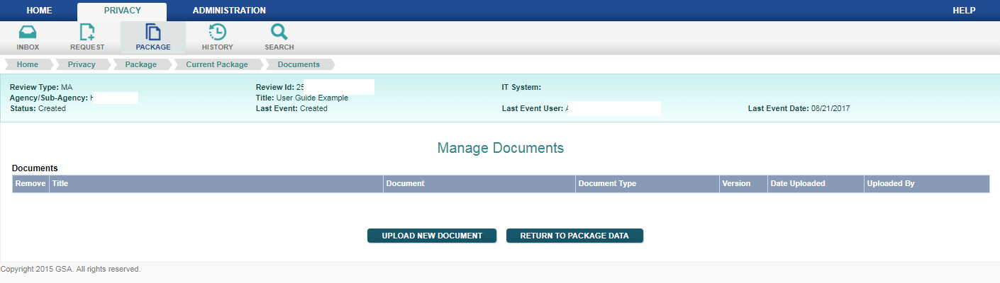 HOME PRIVACY ADMINISTRATION HELP
INBOX REQUEST PACKAGE HISTORY SEARCH
Home Privacy Package Current Package Documents
Review Type: MA Review Id: 25 IT System:
Agency/Sub-Agency: Title: User Guide Example
Status: Created Last Event: Created Last Event User: Last Event Date: 08/21/2017
Manage Documents
Documents
Remove Title Document Document Type Version Date Uploaded Uploaded By
UPLOAD NEW DOCUMENT RETURN TO PACKAGE DATA
Copyright 2015 GSA. All rights reserved.